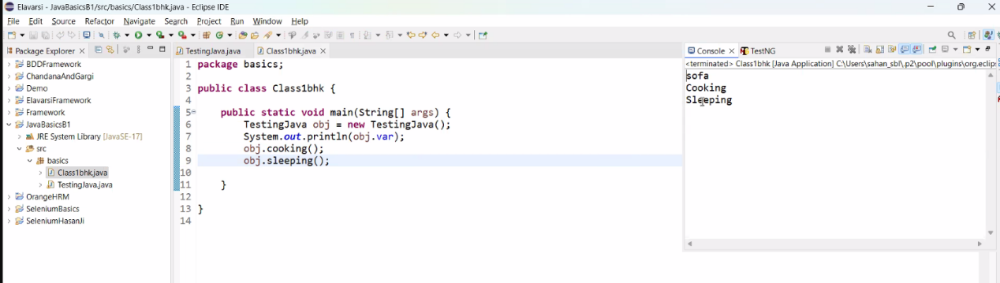 Elavarsi - JavaBasicsB1/src/basics/Class1bhk.java - Eclipse IDE
File Edit Source Refactor Navigate Search Project Run Window Help
Package Explorer
BDDFramework
ChandanaAndGargi
Demo
ElavarsiFramework
Framework
JavaBasicsB1
JRE System Library [JavaSE-17]
src
basics
Class1bhk.java
TestingJava.java
OrangeHRM
SeleniumBasics
SeleniumHasanJi
TestingJava.java Class1bhk.java
1 package basics;
2
3 public class Class1bhk {
4
5 public static void main(String[] args) {
6 TestingJava obj = new TestingJava();
7 System.out.println(obj.var);
8 obj.cooking();
9 obj.sleeping();
10
11 }
12
13 }
14
Console TestNG
<terminated> Class1bhk [Java Application] C:\Users\sahan_sbl\.p2\pool\plugins\org.eclip
sofa
Cooking
Sleeping